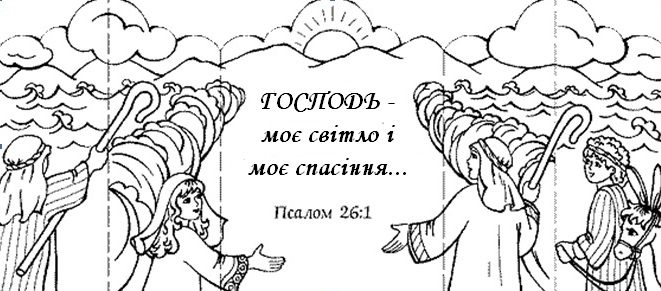 ГОСПОДЬ -
моє світло і
моє спасіння...
Псалом 26:1